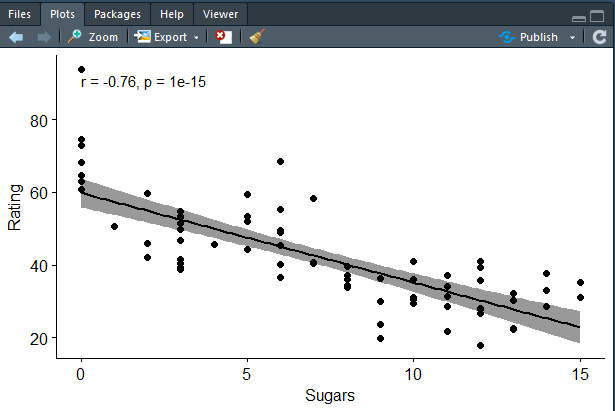 Files Plots Packages Help Viewer
Zoom Export Publish
r = -0.76, p = 1e-15
80
60
40
20
Rating
0 5 10 15
Sugars